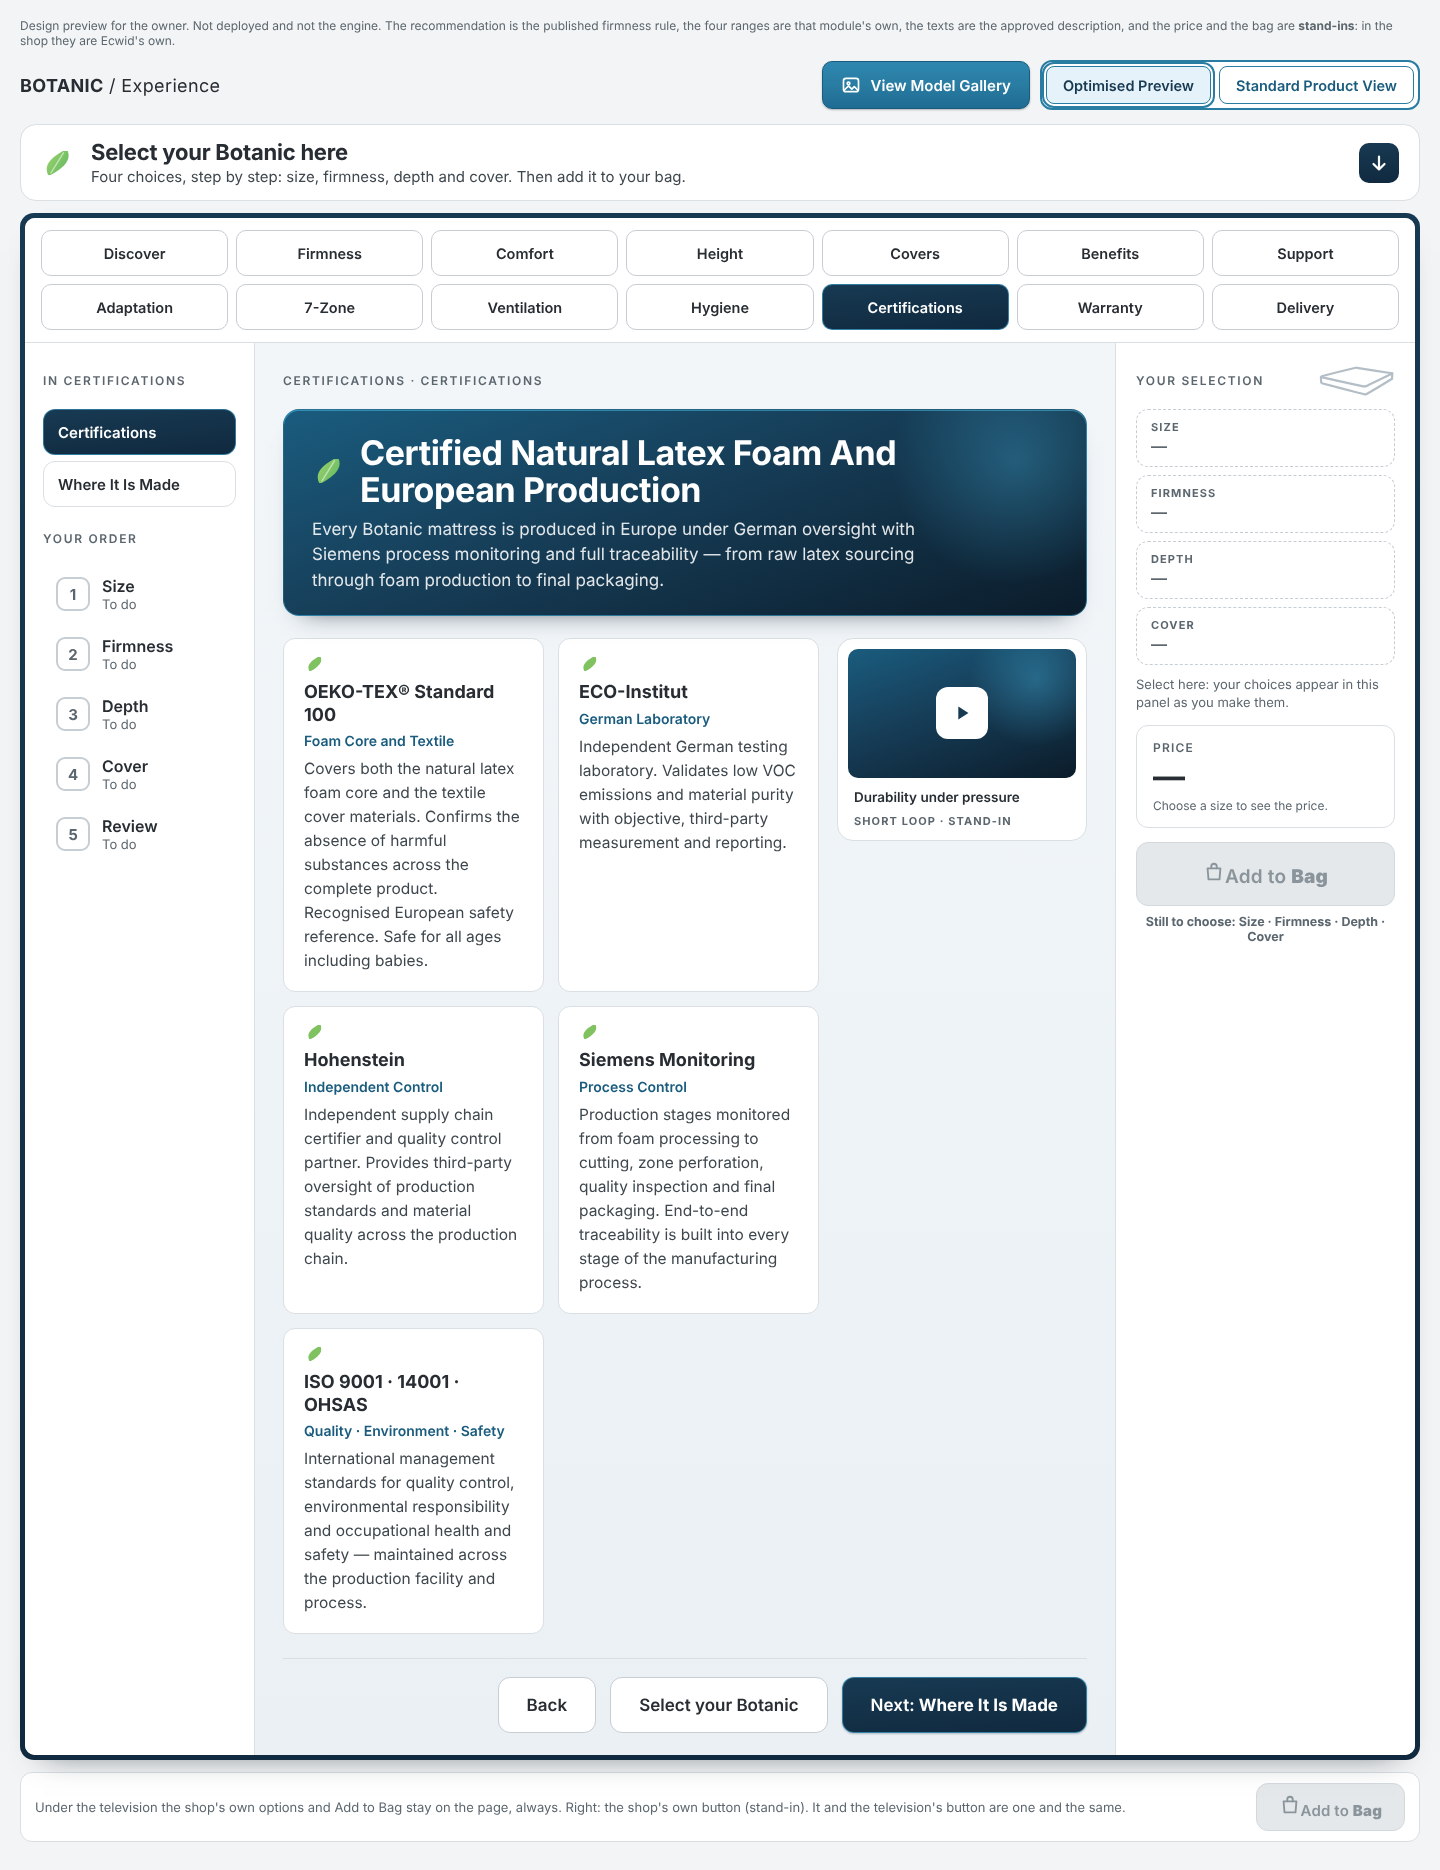 Design preview for the owner. Not deployed and not the engine. The recommendation is the published firmness rule, the four ranges are that module's own, the texts are the approved description, and the price and the bag are stand-ins: in the
shop they are Ecwid's own.
BOTANIC / Experience
View Model Gallery
Optimised Preview
Standard Product View
Select your Botanic here
Four choices, step by step: size, firmness, depth and cover. Then add it to your bag.
Discover
Firmness
Comfort
Height
Covers
Benefits
Support
Adaptation
7-Zone
Ventilation
Hygiene
Certifications
Warranty
Delivery
IN CERTIFICATIONS
Certifications
Where It Is Made
YOUR ORDER
1
Size
To do
2
Firmness
To do
3
Depth
To do
4
Cover
To do
5
Review
To do
CERTIFICATIONS · CERTIFICATIONS
Certified Natural Latex Foam And
European Production
Every Botanic mattress is produced in Europe under German oversight with
Siemens process monitoring and full traceability — from raw latex sourcing
through foam production to final packaging.
OEKO-TEX® Standard
100
Foam Core and Textile
Covers both the natural latex
foam core and the textile
cover materials. Confirms the
absence of harmful
substances across the
complete product.
Recognised European safety
reference. Safe for all ages
including babies.
ECO-Institut
German Laboratory
Independent German testing
laboratory. Validates low VOC
emissions and material purity
with objective, third-party
measurement and reporting.
Durability under pressure
SHORT LOOP · STAND-IN
Hohenstein
Independent Control
Independent supply chain
certifier and quality control
partner. Provides third-party
oversight of production
standards and material
quality across the production
chain.
Siemens Monitoring
Process Control
Production stages monitored
from foam processing to
cutting, zone perforation,
quality inspection and final
packaging. End-to-end
traceability is built into every
stage of the manufacturing
process.
ISO 9001 · 14001 ·
OHSAS
Quality · Environment · Safety
International management
standards for quality control,
environmental responsibility
and occupational health and
safety — maintained across
the production facility and
process.
Back
Select your Botanic
Next: Where It Is Made
YOUR SELECTION
SIZE
—
FIRMNESS
—
DEPTH
—
COVER
—
Select here: your choices appear in this
panel as you make them.
PRICE
—
Choose a size to see the price.
Add to Bag
Still to choose: Size · Firmness · Depth ·
Cover
Under the television the shop's own options and Add to Bag stay on the page, always. Right: the shop's own button (stand-in). It and the television's button are one and the same.
Add to Bag